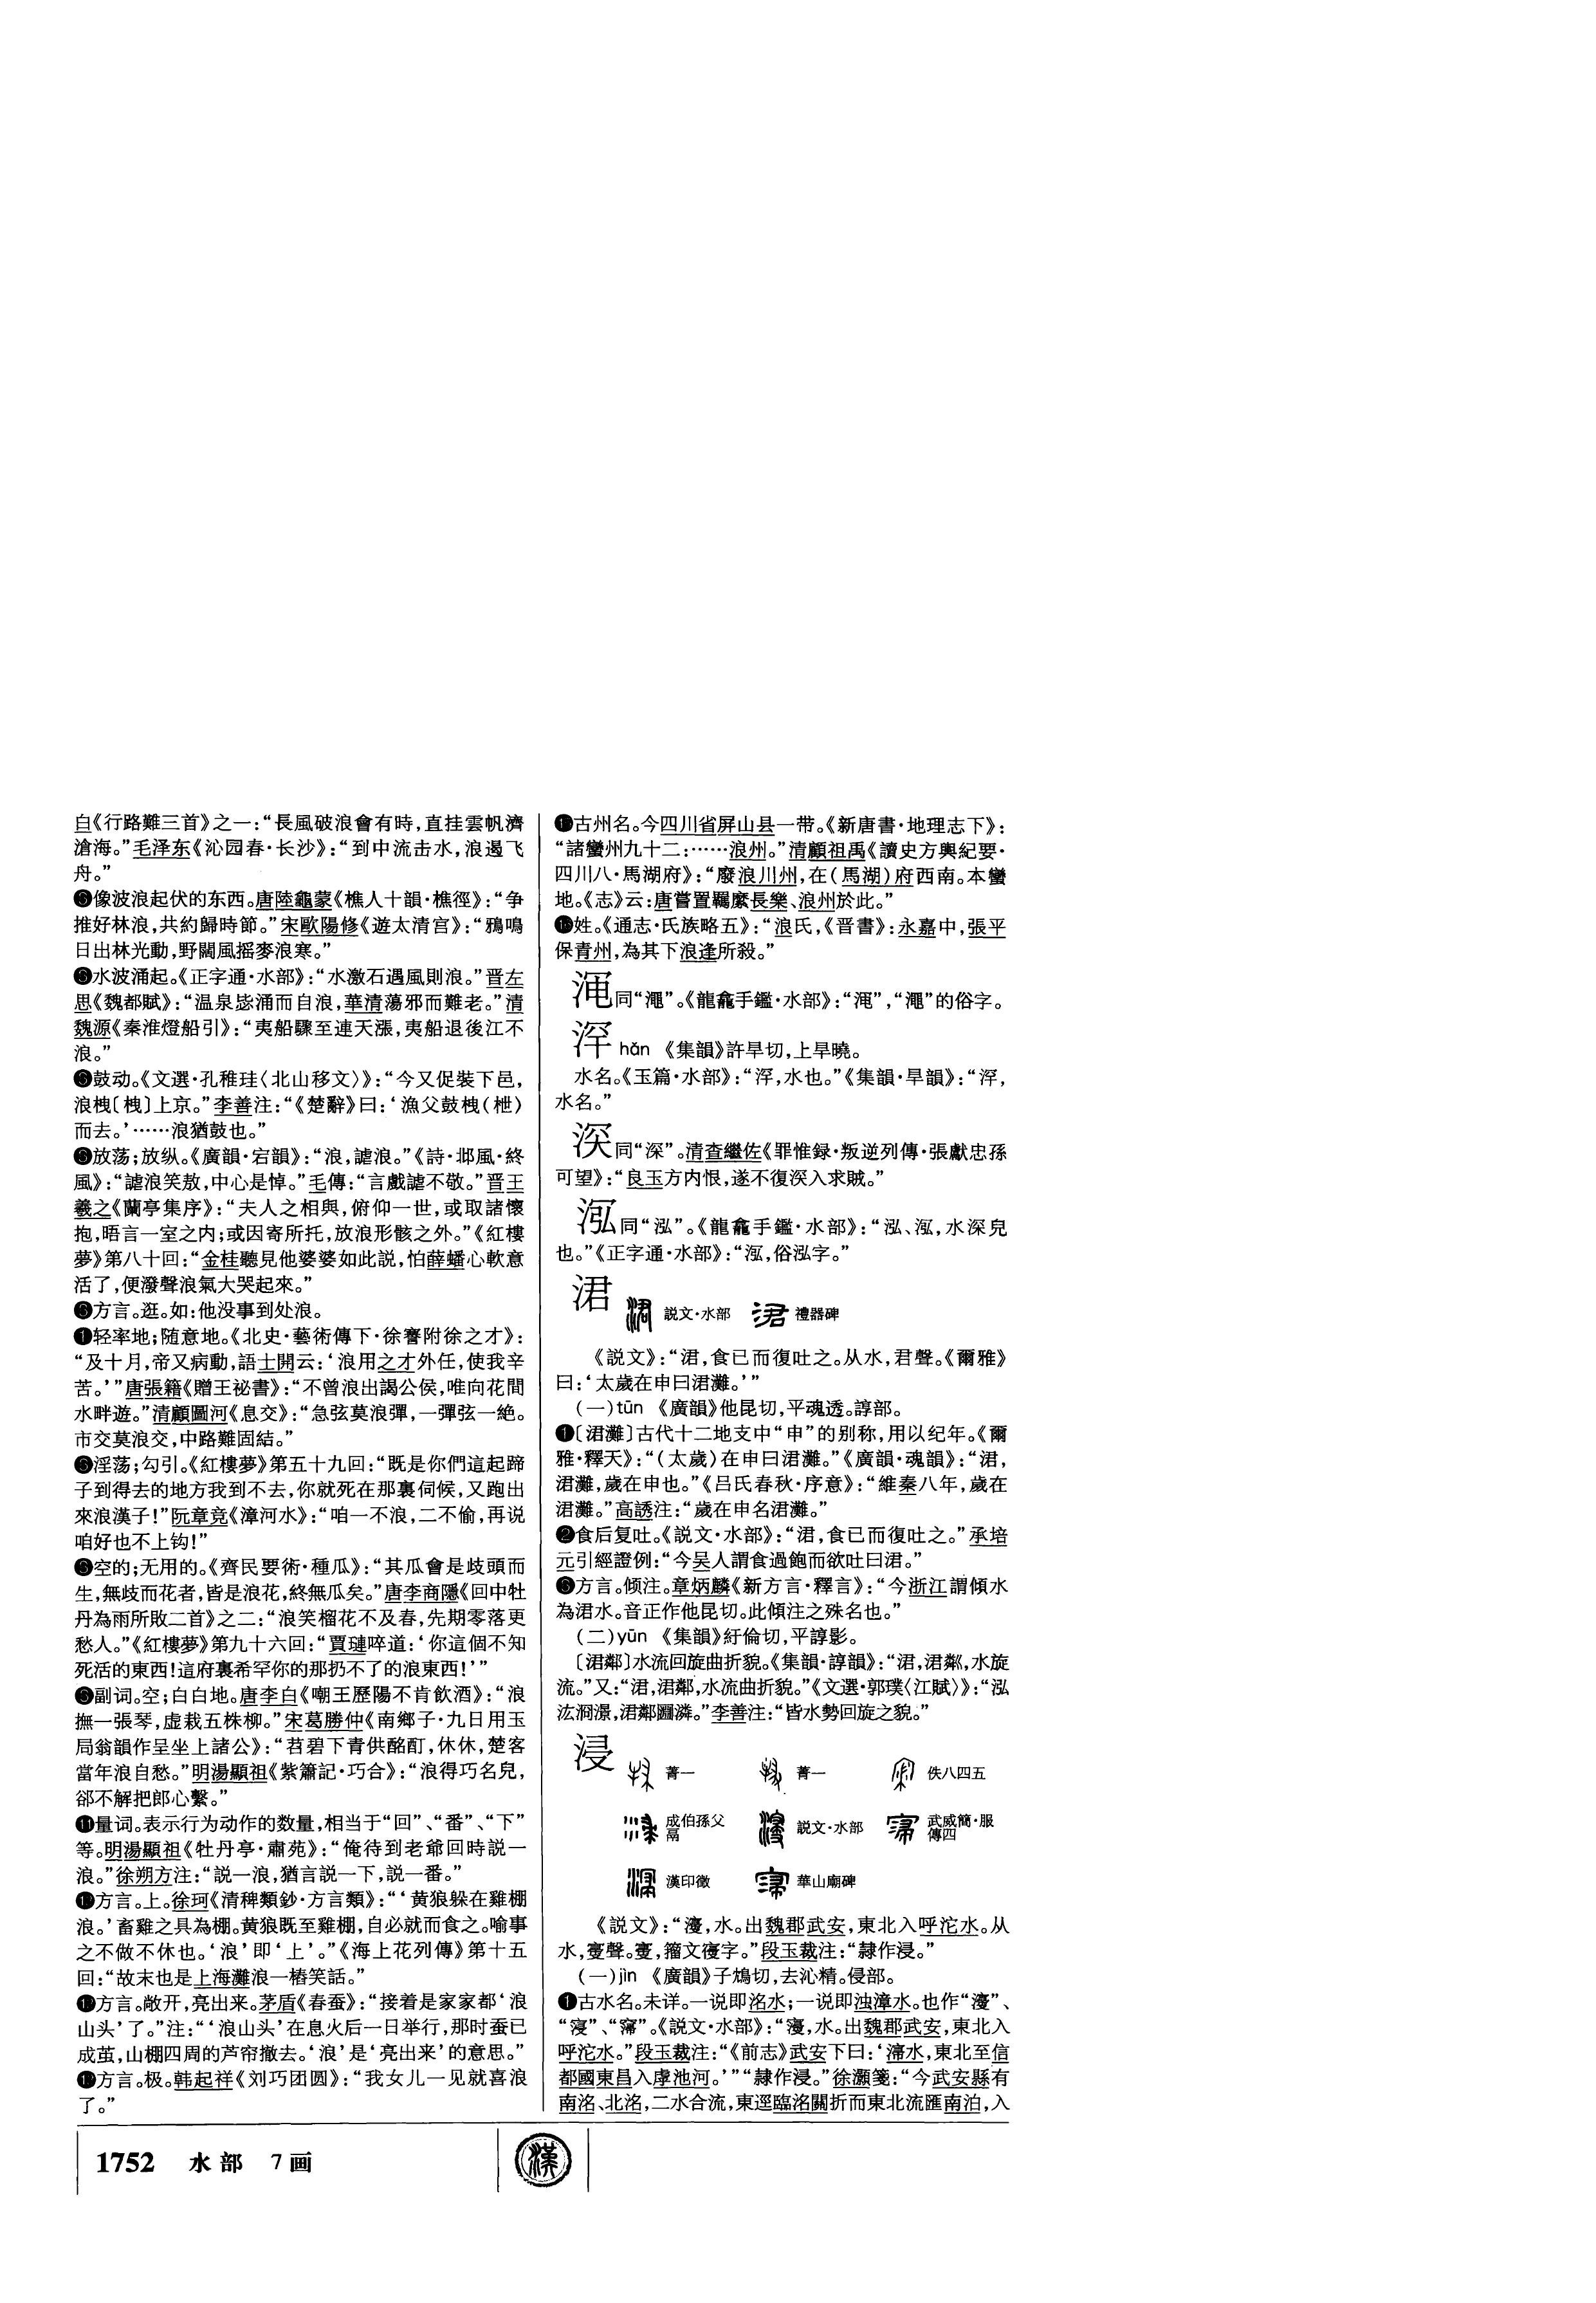 白《行路難三首》之一：“長風破浪會有時，直挂雲帆濟
滄海。”毛泽东《沁园春·长沙》：“到中流击水，浪遏飞
舟。”
像波浪起伏的东西。唐陸龜蒙《樵人十韻·樵徑》：“争
推好林浪，共約歸時節。”宋歐陽修《遊太清宫》：“鴉鳴
日出林光動，野闊風摇麥浪寒。”
水波涌起。《正字通·水部》：“水激石遇風則浪。”晋左
思《魏都賦》：“温泉毖涌而自浪，華清蕩邪而難老。”清
魏源《秦淮燈船引》：“夷船驟至連天漲，夷船退後江不
浪。”
鼓动。《文選·孔稚珪〈北山移文〉》：“今又促裝下邑，
浪栧〔栧〕上京。”李善注：“《楚辭》曰：‘漁父鼓栧（枻）
而去。’……浪猶鼓也。”
放荡；放纵。《廣韻·宕韻》：“浪，謔浪。”《詩·邶風·終
風》：“謔浪笑敖，中心是悼。”毛傳：“言戲謔不敬。”晋王
羲之《蘭亭集序》：“夫人之相與，俯仰一世，或取諸懷
抱，晤言一室之内；或因寄所托，放浪形骸之外。”《紅樓
夢》第八十回：“金桂聽見他婆婆如此説，怕薛蟠心軟意
活了，便潑聲浪氣大哭起來。”
方言。逛。如：他没事到处浪。
轻率地；随意地。《北史·藝術傳下·徐謇附徐之才》：
“及十月，帝又病動，語士開云：‘浪用之才外任，使我辛
苦。’”唐張籍《贈王祕書》：“不曾浪出謁公侯，唯向花間
水畔遊。”清顧圖河《息交》：“急弦莫浪彈，一彈弦一絶。
市交莫浪交，中路難固結。”
淫荡；勾引。《紅樓夢》第五十九回：“既是你們這起蹄
子到得去的地方我到不去，你就死在那裏伺候，又跑出
來浪漢子！”阮章竞《漳河水》：“咱一不浪，二不偷，再说
咱好也不上钩！”
空的；无用的。《齊民要術·種瓜》：“其瓜會是歧頭而
生，無歧而花者，皆是浪花，終無瓜矣。”唐李商隱《回中牡
丹為雨所敗二首》之二：“浪笑榴花不及春，先期零落更
愁人。”《紅樓夢》第九十六回：“賈璉啐道：‘你這個不知
死活的東西！這府裏希罕你的那扔不了的浪東西！’”
副词。空；白白地。唐李白《嘲王歷陽不肯飲酒》：“浪
撫一張琴，虚栽五株柳。”宋葛勝仲《南鄉子·九日用玉
局翁韻作呈坐上諸公》：“苕碧下青供酩酊，休休，楚客
當年浪自愁。”明湯顯祖《紫簫記·巧合》：“浪得巧名兒，
郤不解把郎心繫。”
⓫量词。表示行为动作的数量，相当于“回”、“番”、“下”
等。明湯顯祖《牡丹亭·肅苑》：“俺待到老爺回時説一
浪。”徐朔方注：“説一浪，猶言説一下，説一番。”
方言。上。徐珂《清稗類鈔·方言類》：“‘黄狼躲在雞棚
浪。’畜雞之具為棚。黄狼既至雞棚，自必就而食之。喻事
之不做不休也。‘浪’即‘上’。”《海上花列傳》第十五
回：“故末也是上海灘浪一樁笑話。”
方言。敞开，亮出来。茅盾《春蚕》：“接着是家家都‘浪
山头’了。”注：“‘浪山头’在息火后一日举行，那时蚕已
成茧，山棚四周的芦帘撤去。‘浪’是‘亮出来’的意思。”
方言。极。韩起祥《刘巧团圆》：“我女儿一见就喜浪
了。”
古州名。今四川省屏山县一带。《新唐書·地理志下》：
“諸蠻州九十二：……浪州。”清顧祖禹《讀史方輿紀要·
四川八·馬湖府》：“廢浪川州，在（馬湖）府西南。本蠻
地。《志》云：唐嘗置羈縻長樂、浪州於此。”
姓。《通志·氏族略五》：“浪氏，《晋書》：永嘉中，張平
保青州，為其下浪逢所殺。”
同“澠”。《龍龕手鑑·水部》：“渑”，“澠”的俗字。
浫 hǎn 《集韻》許旱切，上旱曉。
水名。《玉篇·水部》：“浫，水也。”《集韻·旱韻》：“浫，
水名。”
同“深”。清查繼佐《罪惟録·叛逆列傳·張獻忠孫
可望》：“良玉方内恨，遂不復深入求賊。”
同“泓”。《龍龕手鑑·水部》：“泓、浤，水深皃
也。”《正字通·水部》：“浤，俗泓字。”
涒 説文·水部 禮器碑
《説文》：“涒，食已而復吐之。从水，君聲。《爾雅》
曰：‘太歲在申曰涒灘。’”
（一）tūn 《廣韻》他昆切，平魂透。諄部。
❶〔涒灘〕古代十二地支中“申”的别称，用以纪年。《爾
雅·釋天》：“（太歲）在申曰涒灘。”《廣韻·魂韻》：“涒，
涒灘，歲在申也。”《吕氏春秋·序意》：“維秦八年，歲在
涒灘。”高誘注：“歲在申名涒灘。”
❷食后复吐。《説文·水部》：“涒，食已而復吐之。”承培
元引經證例：“今吴人謂食過飽而欲吐曰涒。”
方言。倾注。章炳麟《新方言·釋言》：“今浙江謂傾水
為涒水。音正作他昆切。此傾注之殊名也。”
（二）yūn 《集韻》紆倫切，平諄影。
〔涒鄰〕水流回旋曲折貌。《集韻·諄韻》：“涒，涒粼，水旋
流。”又：“涒，涒鄰，水流曲折貌。”《文選·郭璞〈江賦〉》：“泓
汯浻澋，涒鄰㘤潾。”李善注：“皆水勢回旋之貌。”
浸 菁一 菁一 佚八四五
成伯孫父鬲 説文·水部 武威簡·服傳四
漢印徵 華山廟碑
《説文》：“濅，水。出魏郡武安，東北入呼沱水。从
水，㝲聲。㝲，籀文寑字。”段玉裁注：“隸作浸。”
（一）jìn 《廣韻》子鴆切，去沁精。侵部。
❶古水名。未详。一说即洺水；一说即浊漳水。也作“濅”、
“寖”、“㴆”。《説文·水部》：“濅，水。出魏郡武安，東北入
呼沱水。”段玉裁注：“《前志》武安下曰：‘濅水，東北至信
都國東昌入虖池河。’”“隸作浸。”徐灝箋：“今武安縣有
南洺、北洺，二水合流，東逕臨洺關折而東北流匯南泊，入
1752 水部 7画
漢